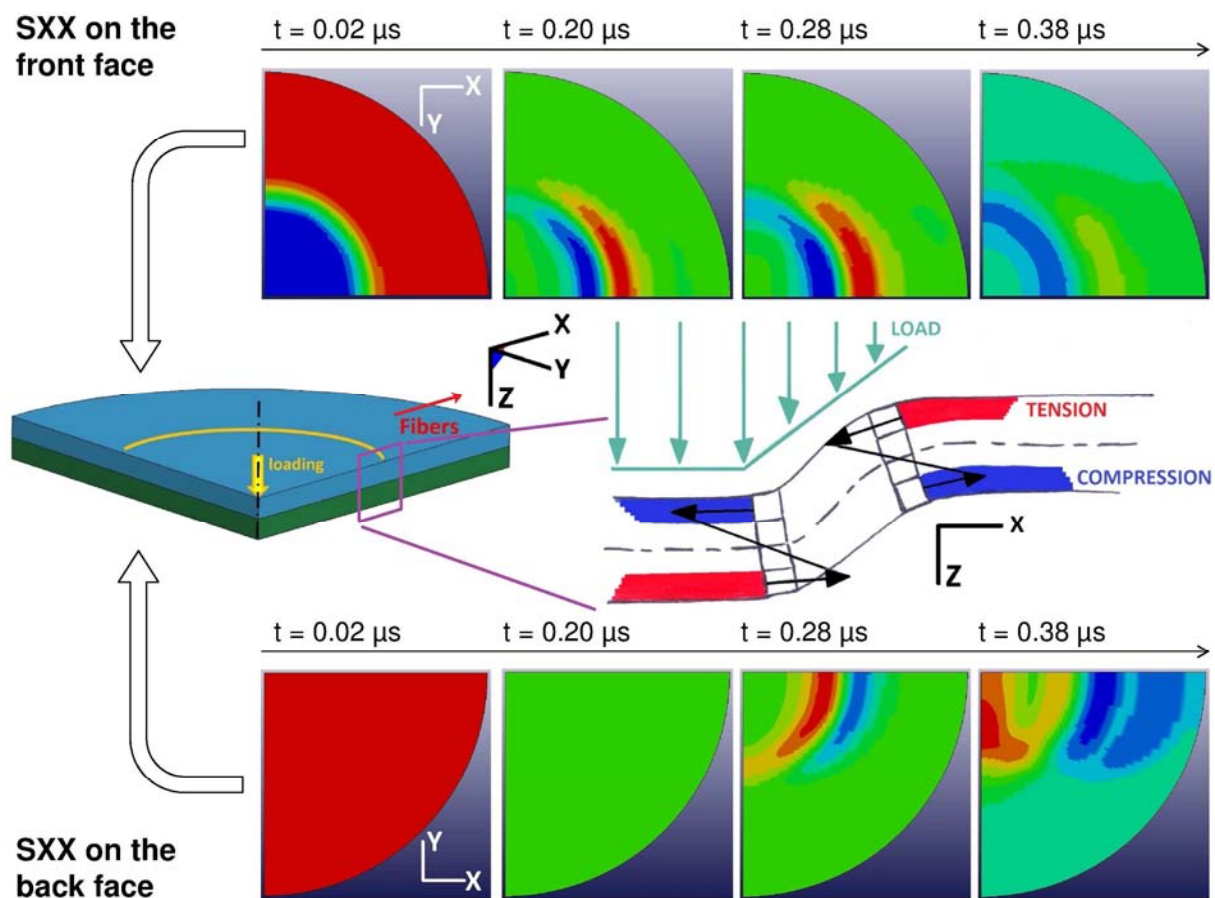 SXX on the
front face
t = 0.02 µs
t = 0.20 µs
t = 0.28 µs
t = 0.38 µs
X
Y
X
Y
Z
Fibers
loading
LOAD
TENSION
COMPRESSION
X
Z
t = 0.02 µs
t = 0.20 µs
t = 0.28 µs
t = 0.38 µs
Y
X
SXX on the
back face